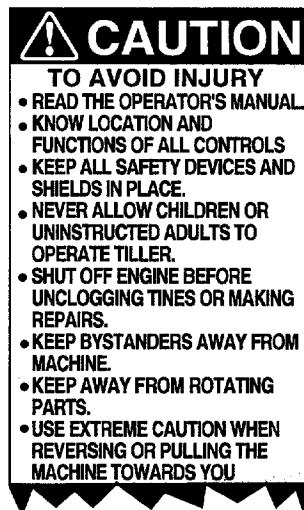 CAUTION
TO AVOID INJURY
• READ THE OPERATOR'S MANUAL.
• KNOW LOCATION AND
FUNCTIONS OF ALL CONTROLS
• KEEP ALL SAFETY DEVICES AND
SHIELDS IN PLACE.
• NEVER ALLOW CHILDREN OR
UNINSTRUCTED ADULTS TO
OPERATE TILLER.
• SHUT OFF ENGINE BEFORE
UNCLOGGING TINES OR MAKING
REPAIRS.
• KEEP BYSTANDERS AWAY FROM
MACHINE.
• KEEP AWAY FROM ROTATING
PARTS.
• USE EXTREME CAUTION WHEN
REVERSING OR PULLING THE
MACHINE TOWARDS YOU